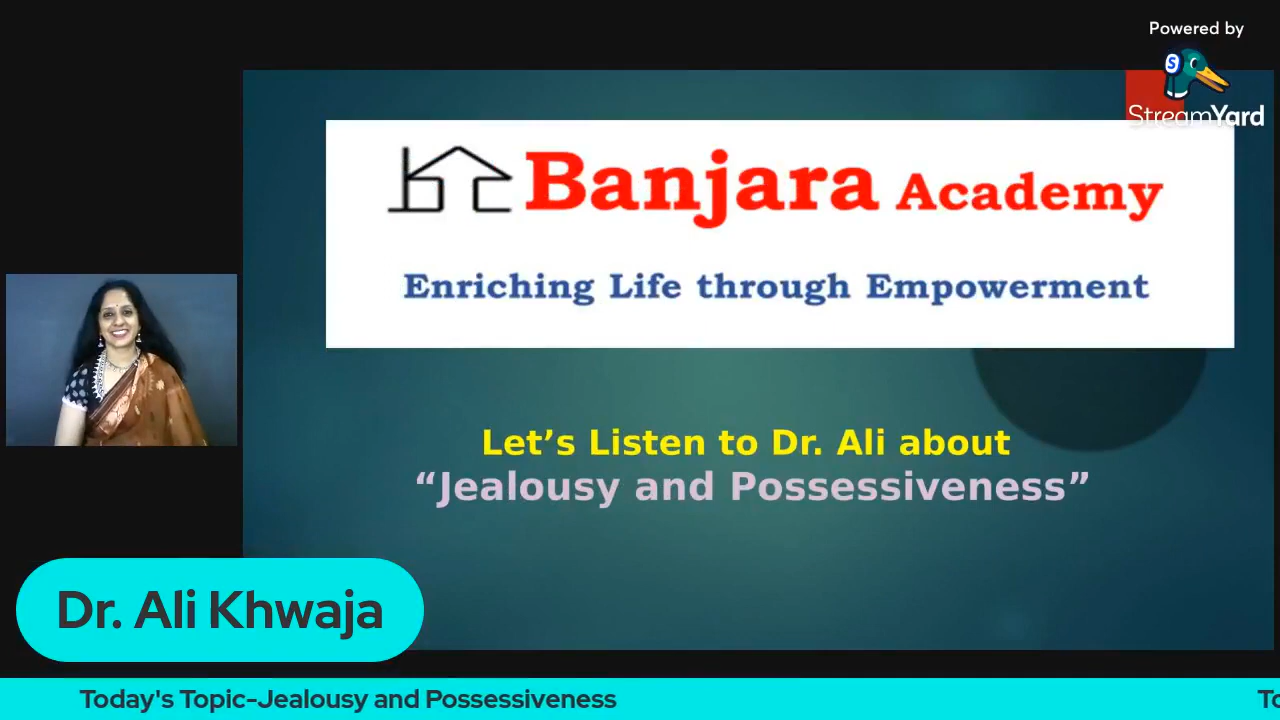 Powered by
StreamYard
Banjara Academy
Enriching Life through Empowerment
Let’s Listen to Dr. Ali about
“Jealousy and Possessiveness”
Dr. Ali Khwaja
Today's Topic-Jealousy and Possessiveness
To